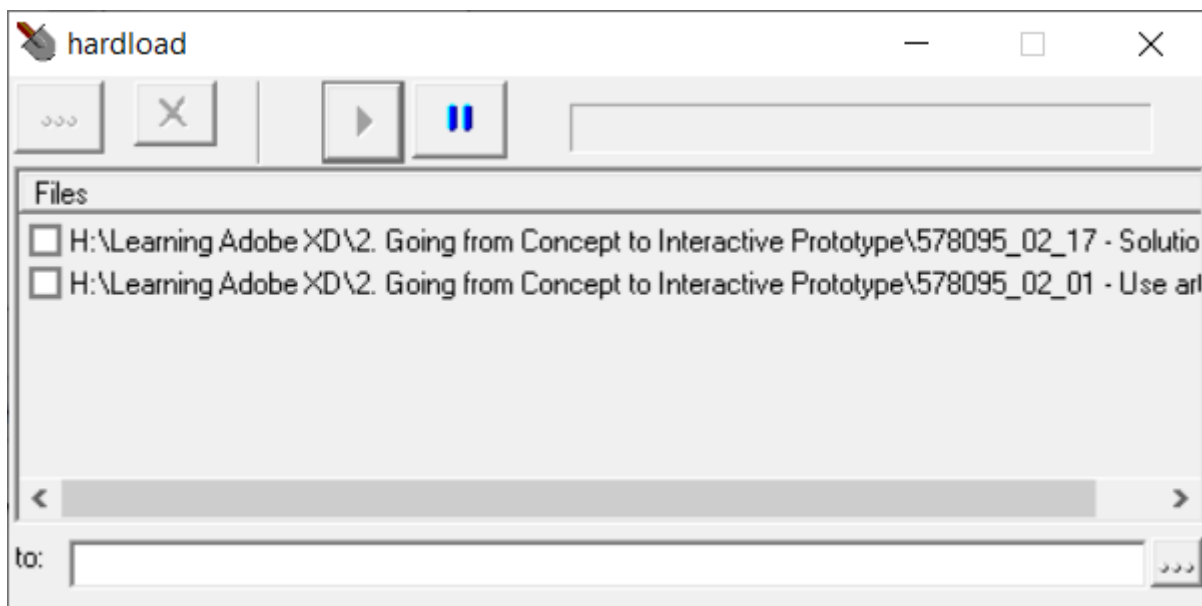 hardload
Files
H:\Learning Adobe XD\2. Going from Concept to Interactive Prototype\578095_02_17 - Solutio
H:\Learning Adobe XD\2. Going from Concept to Interactive Prototype\578095_02_01 - Use
to: